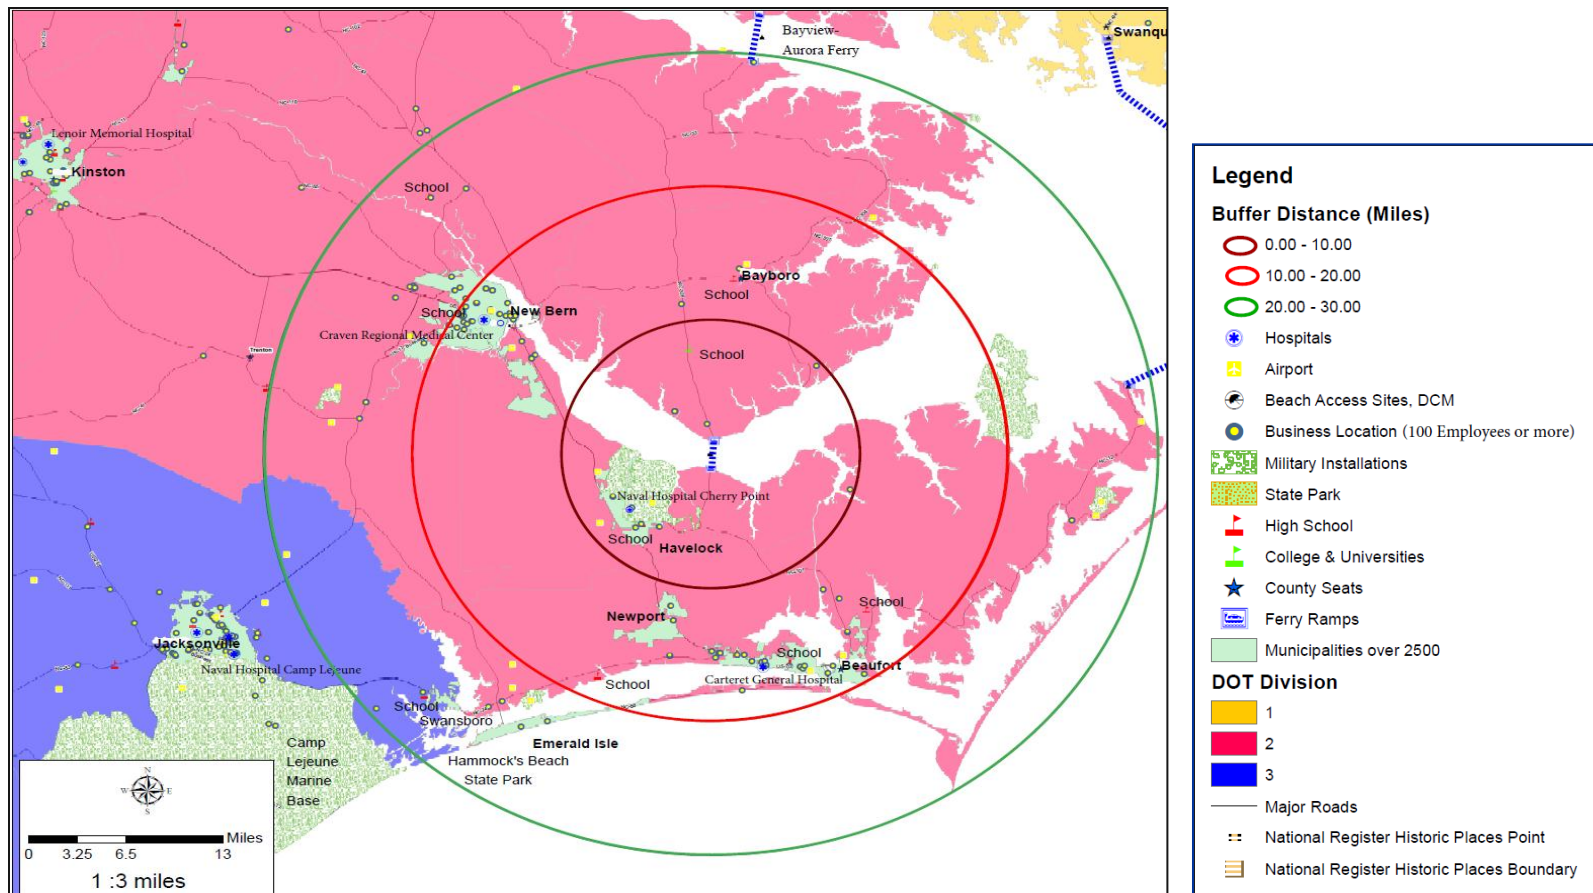 Bayview-
Aurora Ferry
Swanqu
Lenoir Memorial Hospital
Kinston
School
Bayboro
School
New Bern
School
Craven Regional Medical Center
School
Trenton
Naval Hospital Cherry Point
School
Havelock
Newport
School
Jacksonville
School
Beaufort
Naval Hospital Camp Lejeune
Carteret General Hospital
School
School
Swansboro
Emerald Isle
Hammock's Beach
State Park
Camp
Lejeune
Marine
Base
N
W
E
S
Miles
0 3.25 6.5 13
1 :3 miles
Legend
Buffer Distance (Miles)
0.00 - 10.00
10.00 - 20.00
20.00 - 30.00
Hospitals
Airport
Beach Access Sites, DCM
Business Location (100 Employees or more)
Military Installations
State Park
High School
College & Universities
County Seats
Ferry Ramps
Municipalities over 2500
DOT Division
1
2
3
Major Roads
National Register Historic Places Point
National Register Historic Places Boundary